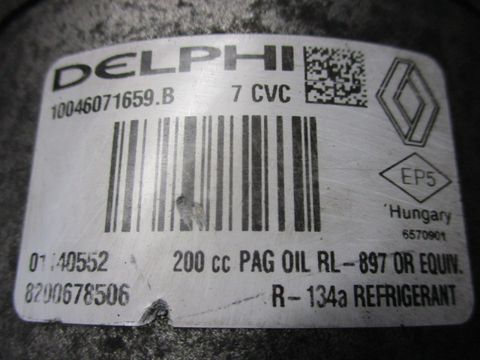 DELPHI
10046071659.B 7 CVC
EP5
'Hungary
6570901
200 cc PAG OIL RL-897 OR EQUIV.
8200678506 R-134a REFRIGERANT